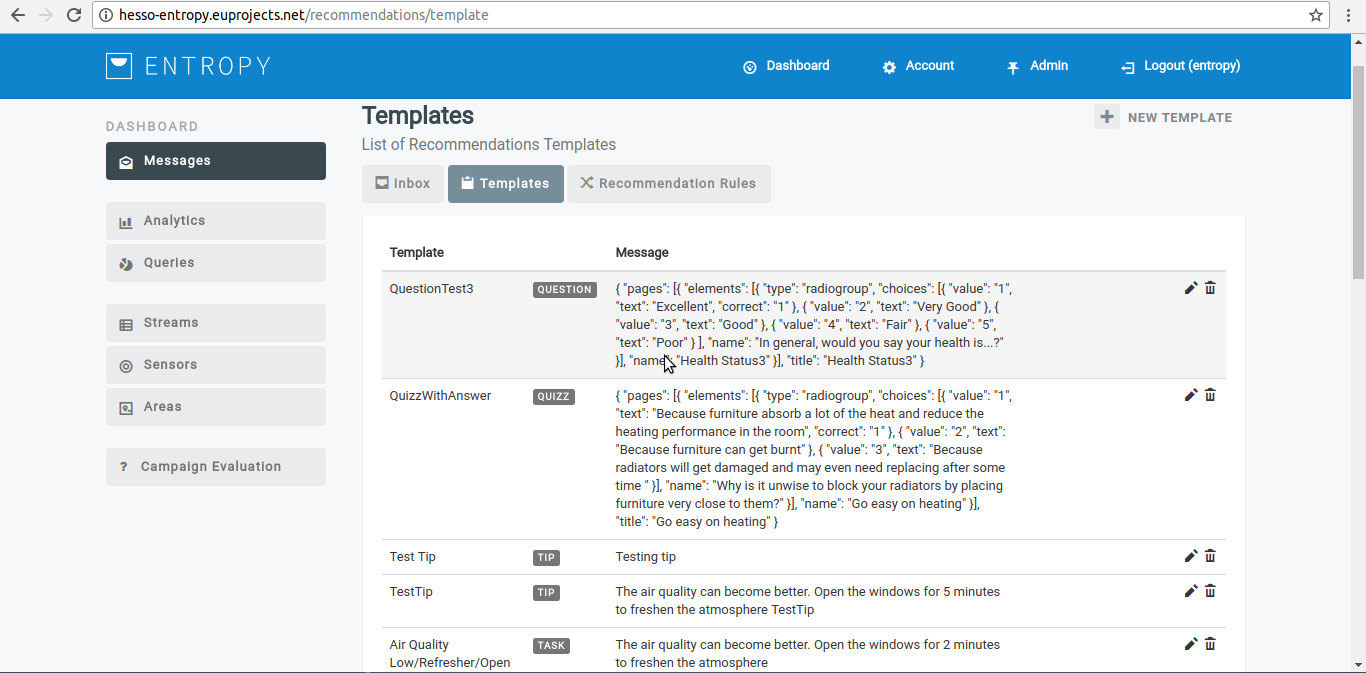 hesso-entropy.euprojects.net/recommendations/template
ENTROPY
Dashboard
Account
Admin
Logout (entropy)
DASHBOARD
Messages
Analytics
Queries
Streams
Sensors
Areas
? Campaign Evaluation
Templates
List of Recommendations Templates
NEW TEMPLATE
Inbox
Templates
Recommendation Rules
Template Message
QuestionTest3 QUESTION
{ "pages": [{ "elements": [{ "type": "radiogroup", "choices": [{ "value": "1",
"text": "Excellent", "correct": "1" }, { "value": "2", "text": "Very Good" }, {
"value": "3", "text": "Good" }, { "value": "4", "text": "Fair" }, { "value": "5",
"text": "Poor" } ], "name": "In general, would you say your health is...?"
}], "name": "Health Status3" }], "title": "Health Status3" }
QuizzWithAnswer QUIZZ
{ "pages": [{ "elements": [{ "type": "radiogroup", "choices": [{ "value": "1",
"text": "Because furniture absorb a lot of the heat and reduce the
heating performance in the room", "correct": "1" }, { "value": "2", "text":
"Because furniture can get burnt" }, { "value": "3", "text": "Because
radiators will get damaged and may even need replacing after some
time " }], "name": "Why is it unwise to block your radiators by placing
furniture very close to them?" }], "name": "Go easy on heating" }],
"title": "Go easy on heating" }
Test Tip TIP Testing tip
TestTip TIP
The air quality can become better. Open the windows for 5 minutes
to freshen the atmosphere TestTip
Air Quality
Low/Refresher/Open
TASK
The air quality can become better. Open the windows for 2 minutes
to freshen the atmosphere